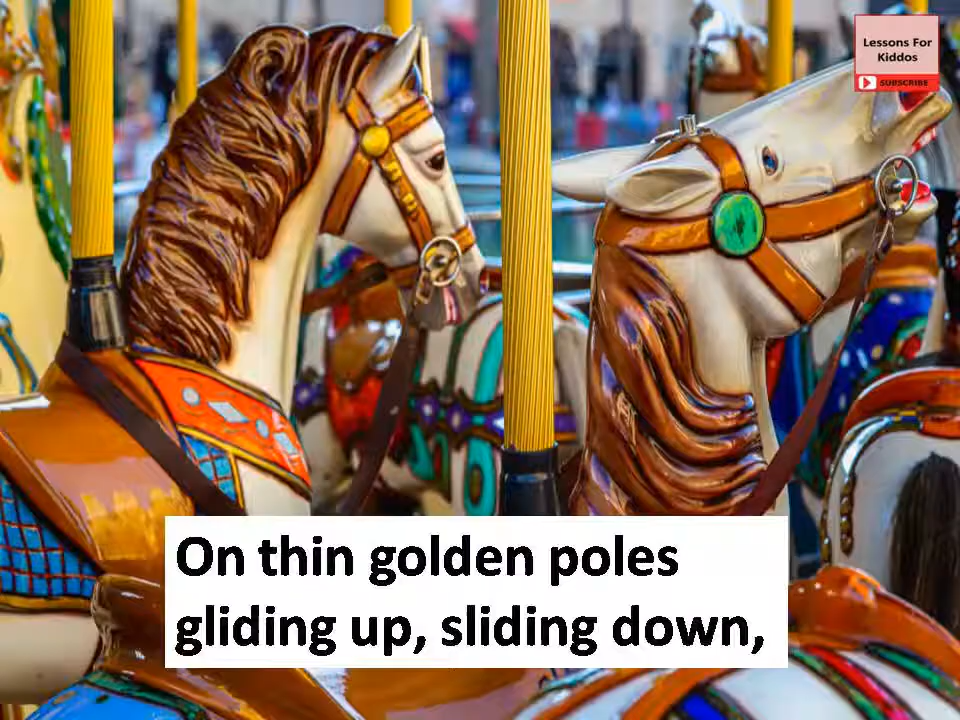 Lessons For
Kiddos
SUBSCRIBE
On thin golden poles
gliding up, sliding down,